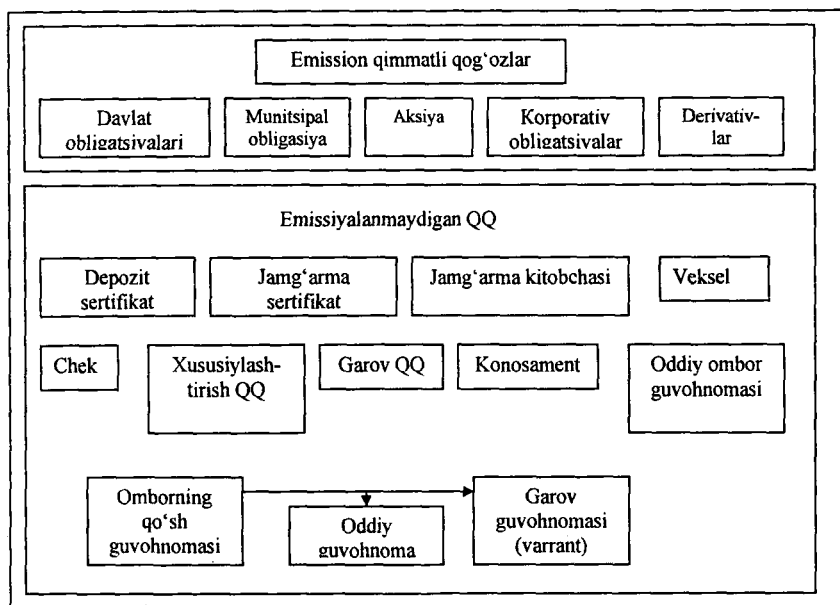 Emission qimmatli qog‘ozlar
Davlat
obligatsivalari
Munitsipal
obligasiya
Aksiya
Korporativ
obligatsivalar
Derivativ-
lar
Emissiyalanmaydigan QQ
Depozit
sertifikat
Jamg‘arma
sertifikat
Jamg‘arma kitobchasi
Veksel
Chek
Xususiylash-
tirish QQ
Garov QQ
Konosament
Oddiy ombor
guvohnomasi
Omborning
qo‘sh
guvohnomasi
Oddiy
guvohnoma
Garov
guvohnomasi
(varrant)